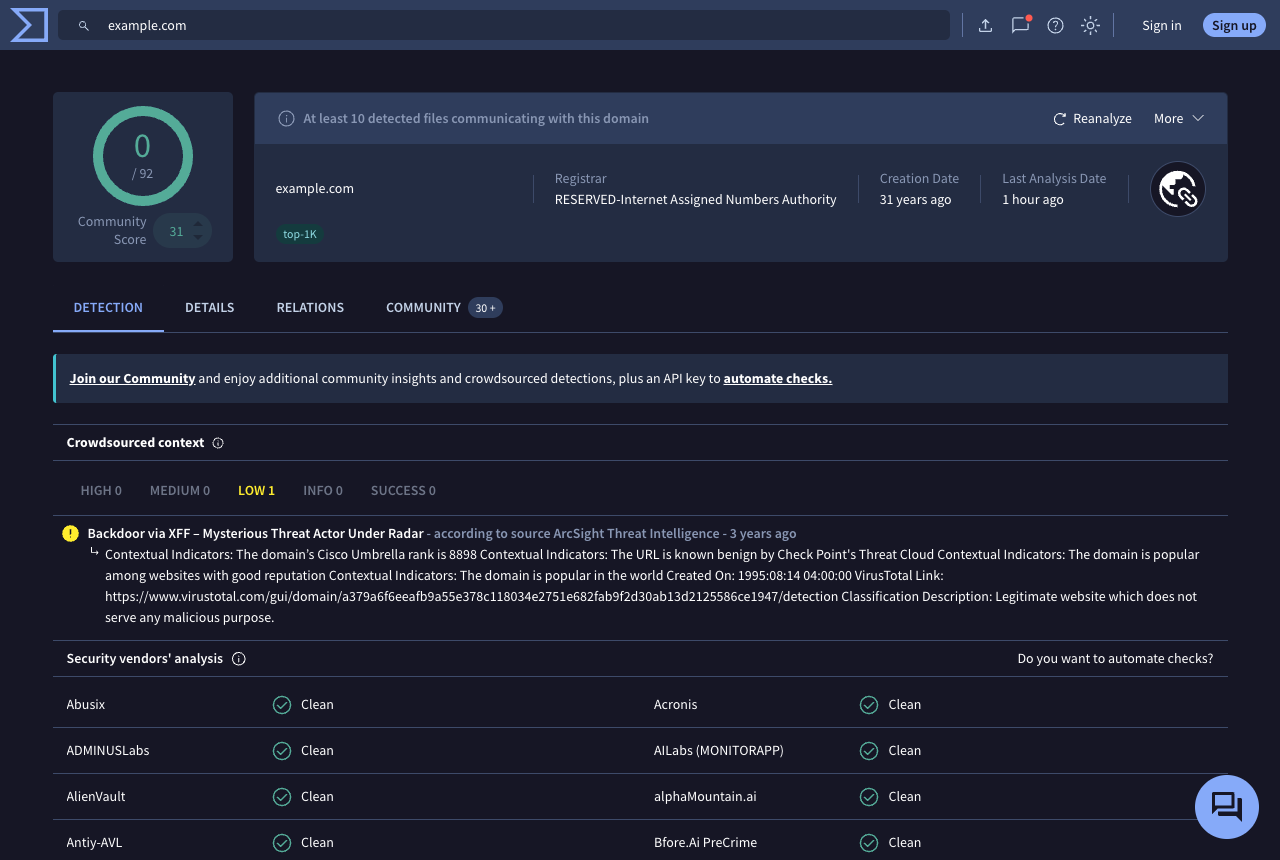 example.com
Sign in
Sign up
0
/ 92
Community
Score
31
At least 10 detected files communicating with this domain
Reanalyze
More
example.com
top-1K
Registrar
RESERVED-Internet Assigned Numbers Authority
Creation Date
31 years ago
Last Analysis Date
1 hour ago
DETECTION
DETAILS
RELATIONS
COMMUNITY
30 +
Join our Community and enjoy additional community insights and crowdsourced detections, plus an API key to automate checks.
Crowdsourced context
HIGH 0
MEDIUM 0
LOW 1
INFO 0
SUCCESS 0
Backdoor via XFF – Mysterious Threat Actor Under Radar - according to source ArcSight Threat Intelligence - 3 years ago
Contextual Indicators: The domain's Cisco Umbrella rank is 8898 Contextual Indicators: The URL is known benign by Check Point's Threat Cloud Contextual Indicators: The domain is popular
among websites with good reputation Contextual Indicators: The domain is popular in the world Created On: 1995:08:14 04:00:00 VirusTotal Link:
https://www.virustotal.com/gui/domain/a379a6f6eeafb9a55e378c118034e2751e682fab9f2d30ab13d2125586ce1947/detection Classification Description: Legitimate website which does not
serve any malicious purpose.
Security vendors' analysis
Do you want to automate checks?
Abusix
Clean
Acronis
Clean
ADMINUSLabs
Clean
AILabs (MONITORAPP)
Clean
AlienVault
Clean
alphaMountain.ai
Clean
Antiy-AVL
Clean
Bfore.Ai PreCrime
Clean